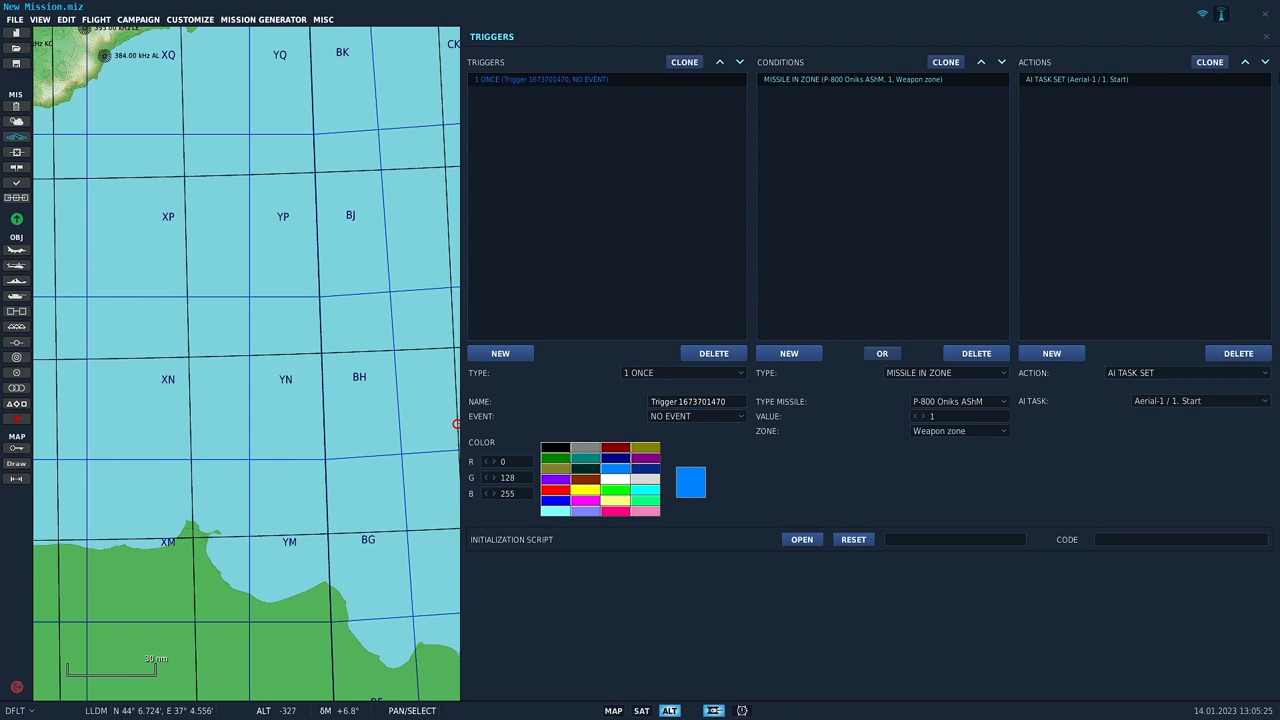 New Mission.miz
FILE VIEW EDIT FLIGHT CAMPAIGN CUSTOMIZE MISSION GENERATOR MISC
TRIGGERS
TRIGGERS CLONE
CONDITIONS CLONE
ACTIONS CLONE
1 ONCE (Trigger 1673701470, NO EVENT)
MISSILE IN ZONE (P-800 Oniks AShM, 1, Weapon zone)
AI TASK SET (Aerial-1 / 1. Start)
NEW DELETE
NEW OR DELETE
NEW DELETE
TYPE: 1 ONCE
TYPE: MISSILE IN ZONE
ACTION: AI TASK SET
NAME: Trigger 1673701470
TYPE MISSILE: P-800 Oniks AShM
AI TASK: Aerial-1 / 1. Start
EVENT: NO EVENT
VALUE: 1
ZONE: Weapon zone
COLOR
R 0
G 128
B 255
INITIALIZATION SCRIPT OPEN RESET CODE
MIS
OBJ
MAP
Draw
kHz KC
384.00 kHz AL
XQ YQ BK CK
XP YP BJ
XN YN BH
XM YM BG
30 nm
DFLT LLDM N 44° 6.724', E 37° 4.556' ALT -327 δM +6.8° PAN/SELECT MAP SAT ALT 14.01.2023 13:05:25